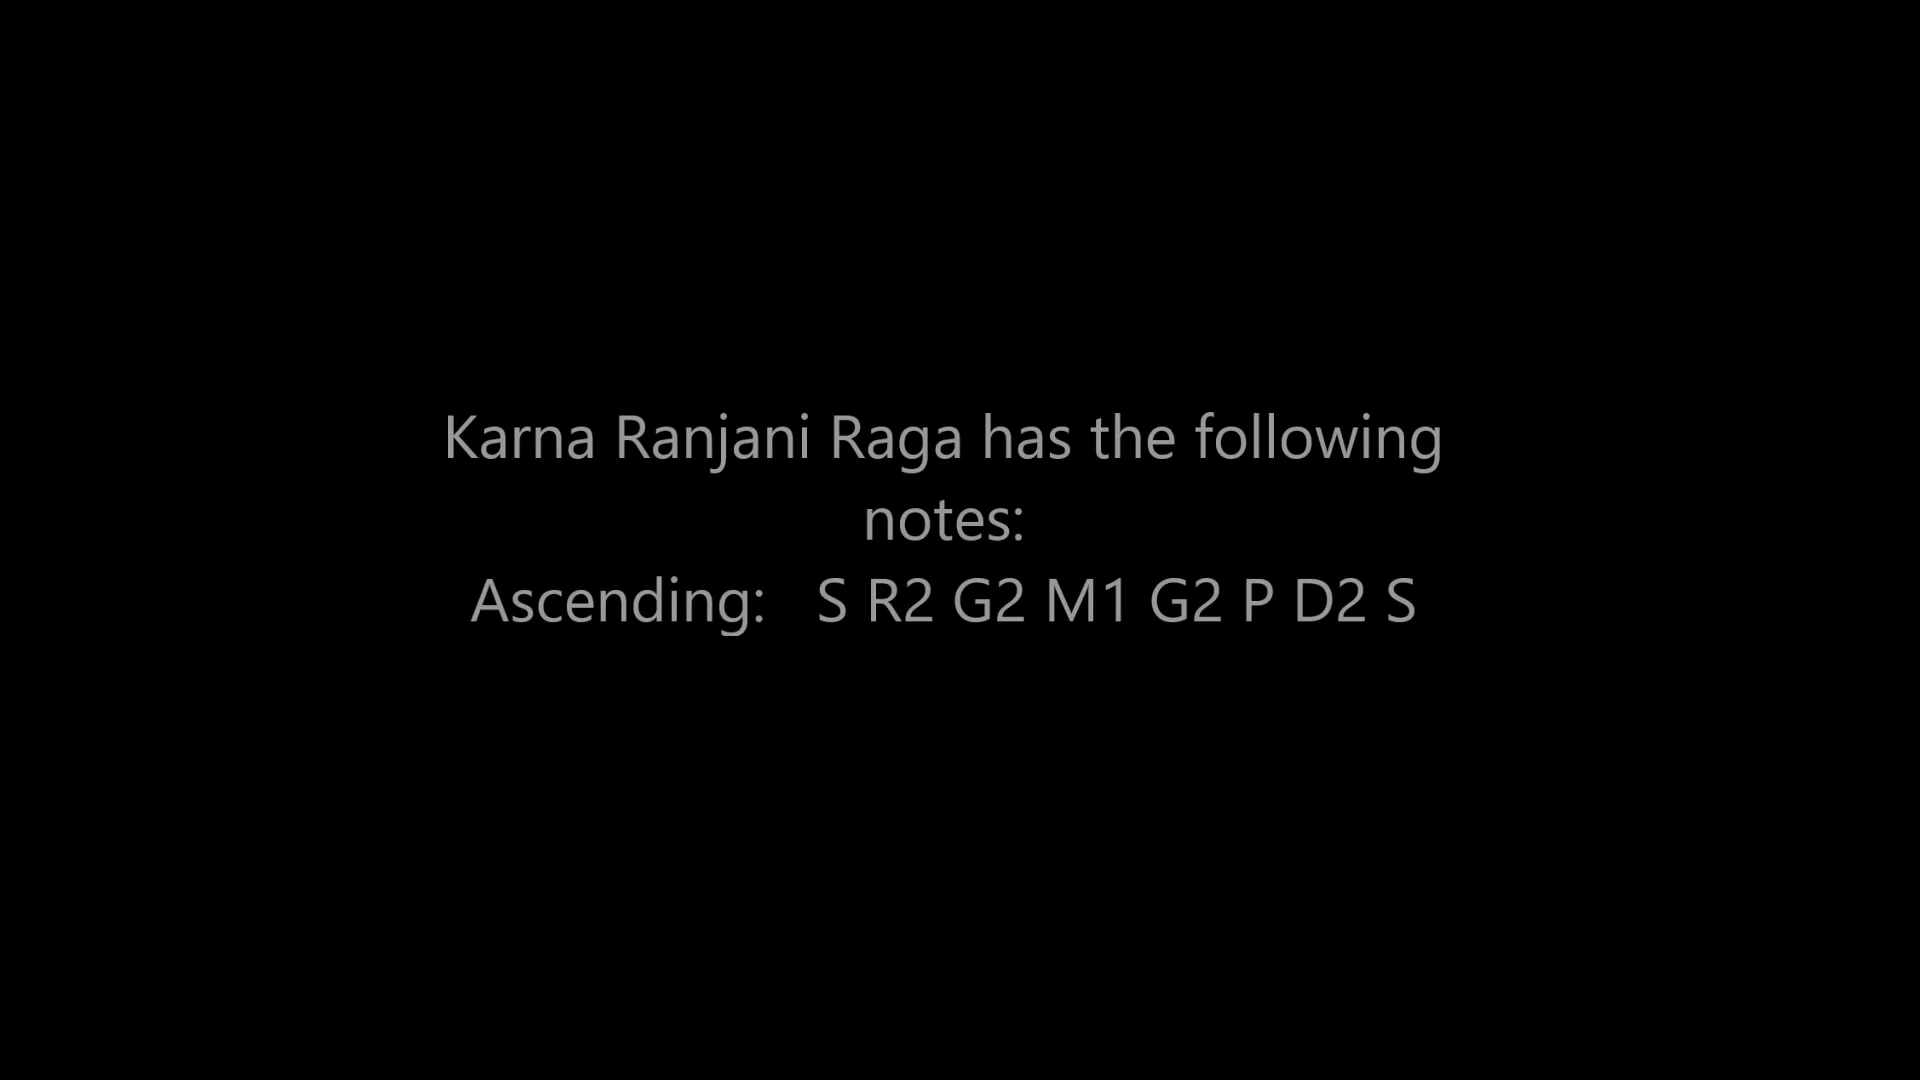 Karna Ranjani Raga has the following
notes:
Ascending: S R2 G2 M1 G2 P D2 S